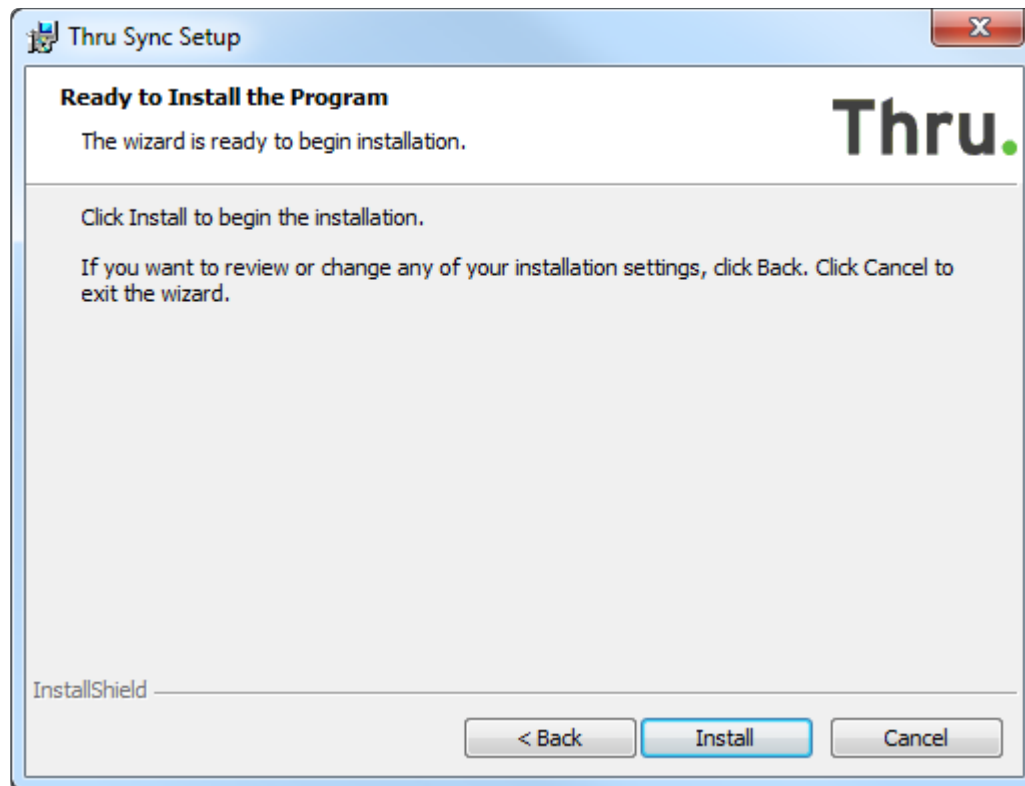 Thru Sync Setup
Ready to Install the Program
The wizard is ready to begin installation.
Thru.
Click Install to begin the installation.
If you want to review or change any of your installation settings, click Back. Click Cancel to
exit the wizard.
InstallShield
< Back
Install
Cancel